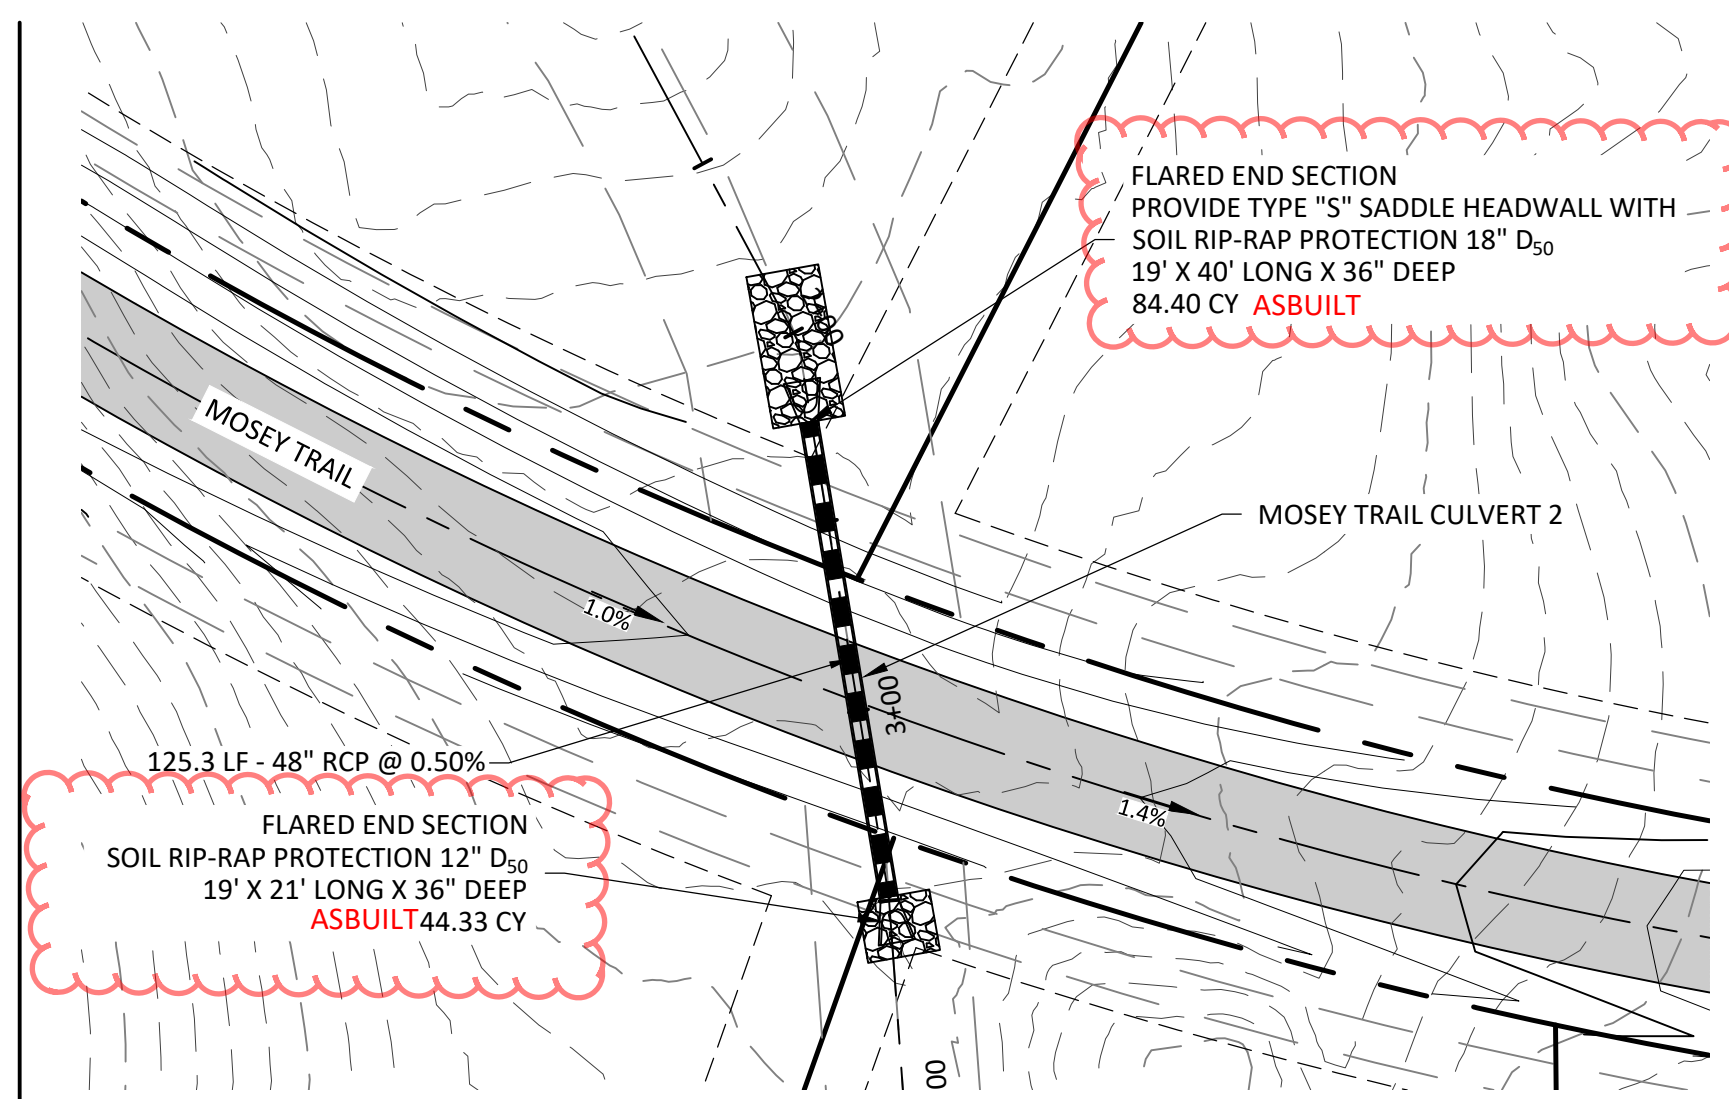 FLARED END SECTION
PROVIDE TYPE "S" SADDLE HEADWALL WITH
SOIL RIP-RAP PROTECTION 18" D50
19' X 40' LONG X 36" DEEP
84.40 CY ASBUILT
MOSEY TRAIL
MOSEY TRAIL CULVERT 2
1.0%
3+00
125.3 LF - 48" RCP @ 0.50%
1.4%
FLARED END SECTION
SOIL RIP-RAP PROTECTION 12" D50
19' X 21' LONG X 36" DEEP
ASBUILT 44.33 CY
00